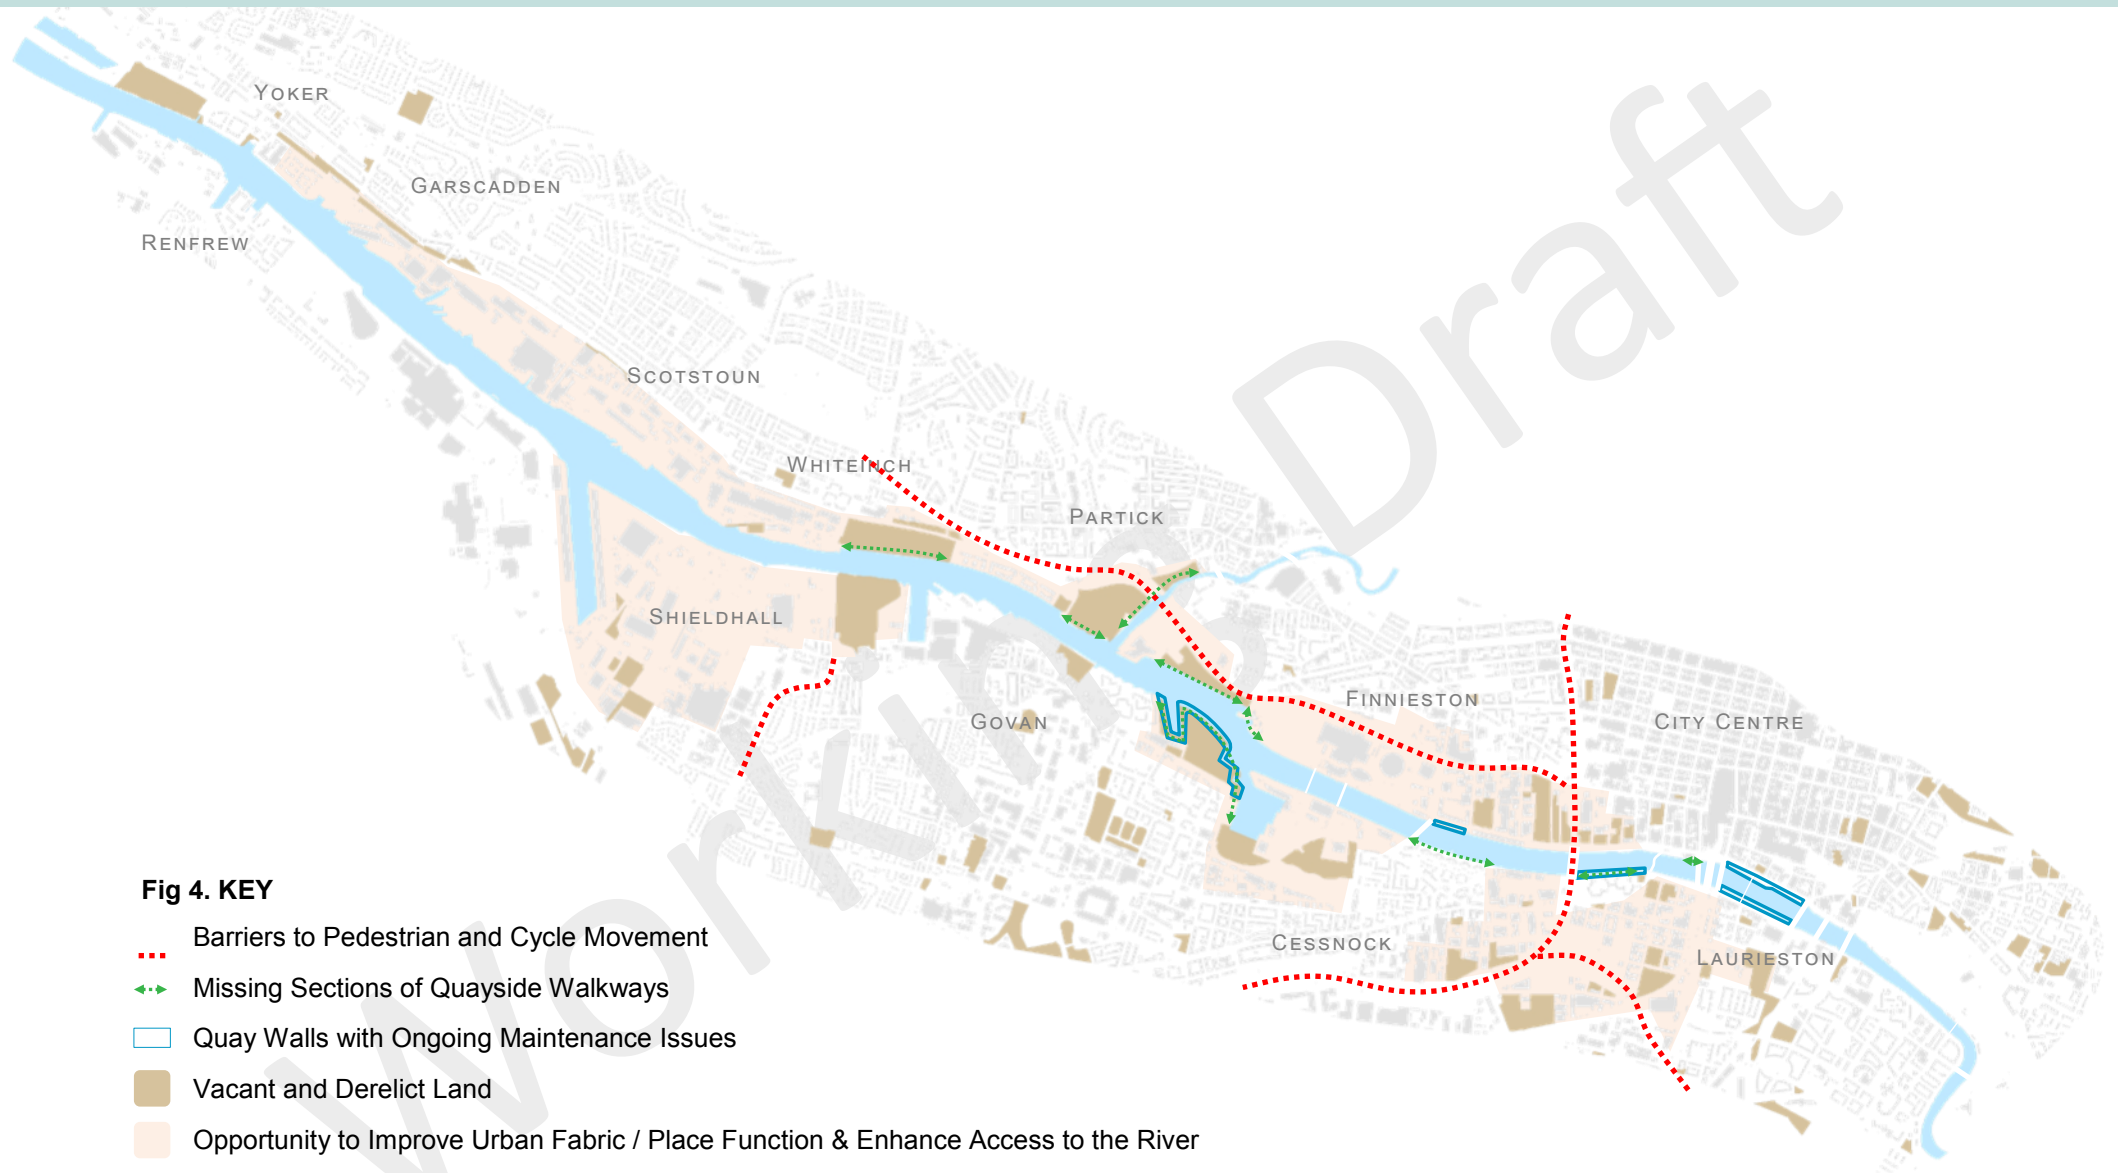 YOKER
GARSCADDEN
RENFREW
SCOTSTOUN
WHITEINCH
PARTICK
SHIELDHALL
GOVAN
FINNIESTON
CITY CENTRE
CESSNOCK
LAURIESTON
Working Draft
Fig 4. KEY
Barriers to Pedestrian and Cycle Movement
Missing Sections of Quayside Walkways
Quay Walls with Ongoing Maintenance Issues
Vacant and Derelict Land
Opportunity to Improve Urban Fabric / Place Function & Enhance Access to the River